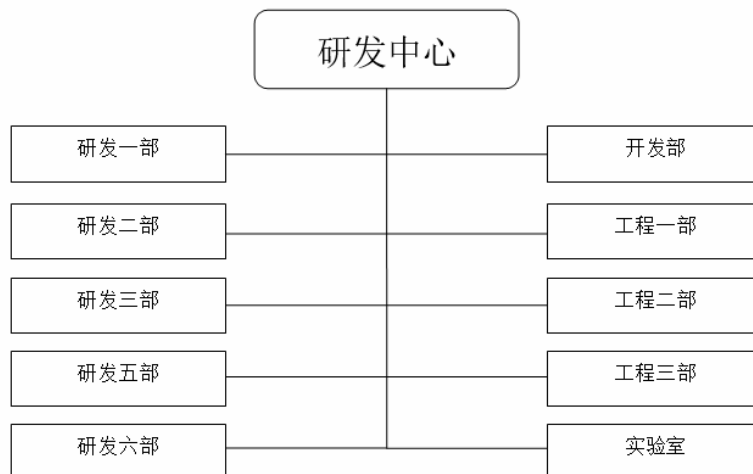 研发中心
研发一部
开发部
研发二部
工程一部
研发三部
工程二部
研发五部
工程三部
研发六部
实验室